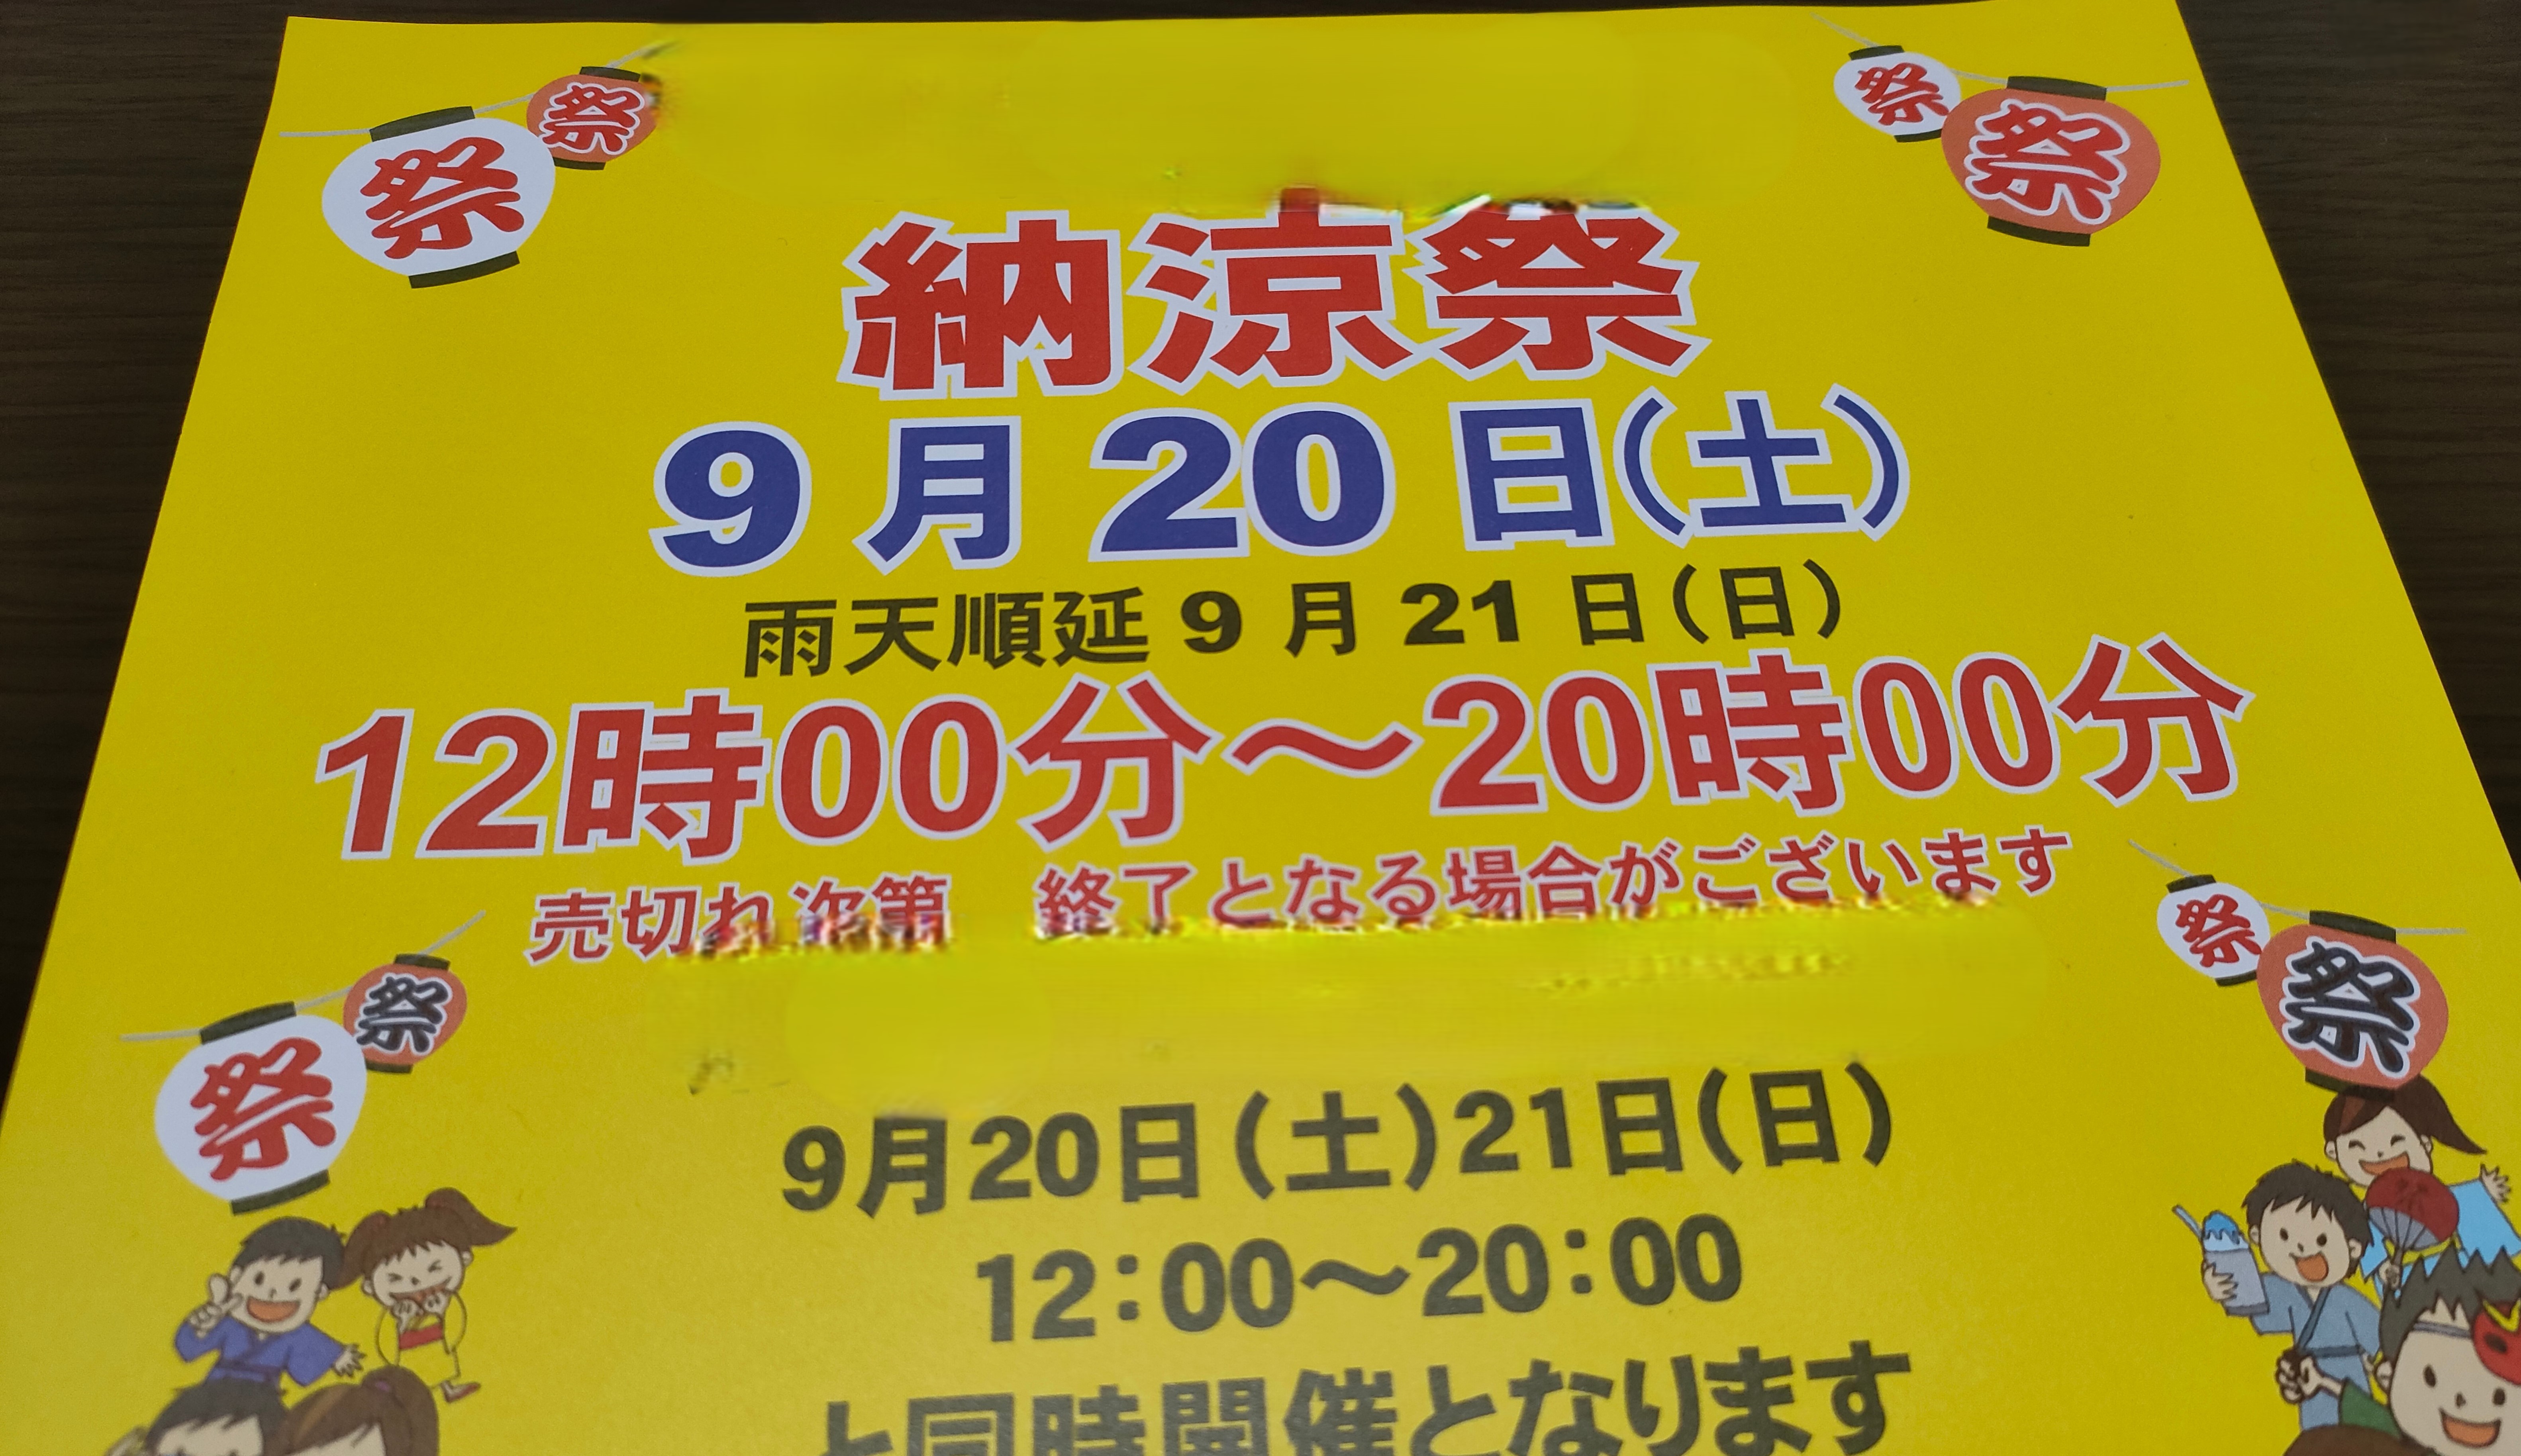 祭 祭
祭 祭
納涼祭
9月20日(土)
雨天順延9月21日(日)
12時00分～20時00分
売切れ次第　終了となる場合がございます
祭 祭
祭 祭
9月20日(土)21日(日)
12:00～20:00
と同時開催となります